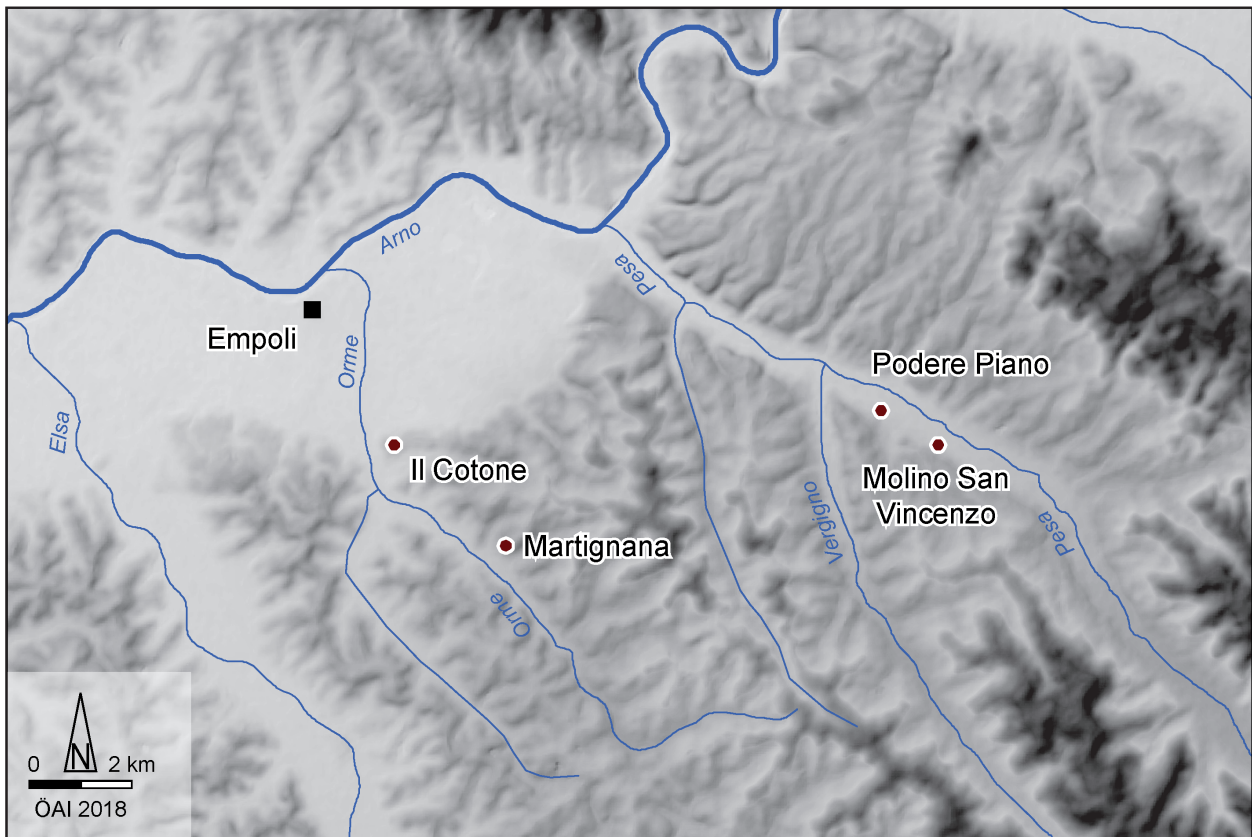 Arno
Pesa
Empoli
Orme
Podere Piano
Elsa
Il Cotone
Molino San
Vincenzo
Vergigno
Pesa
Martignana
Orme
N
0 2 km
ÖAI 2018